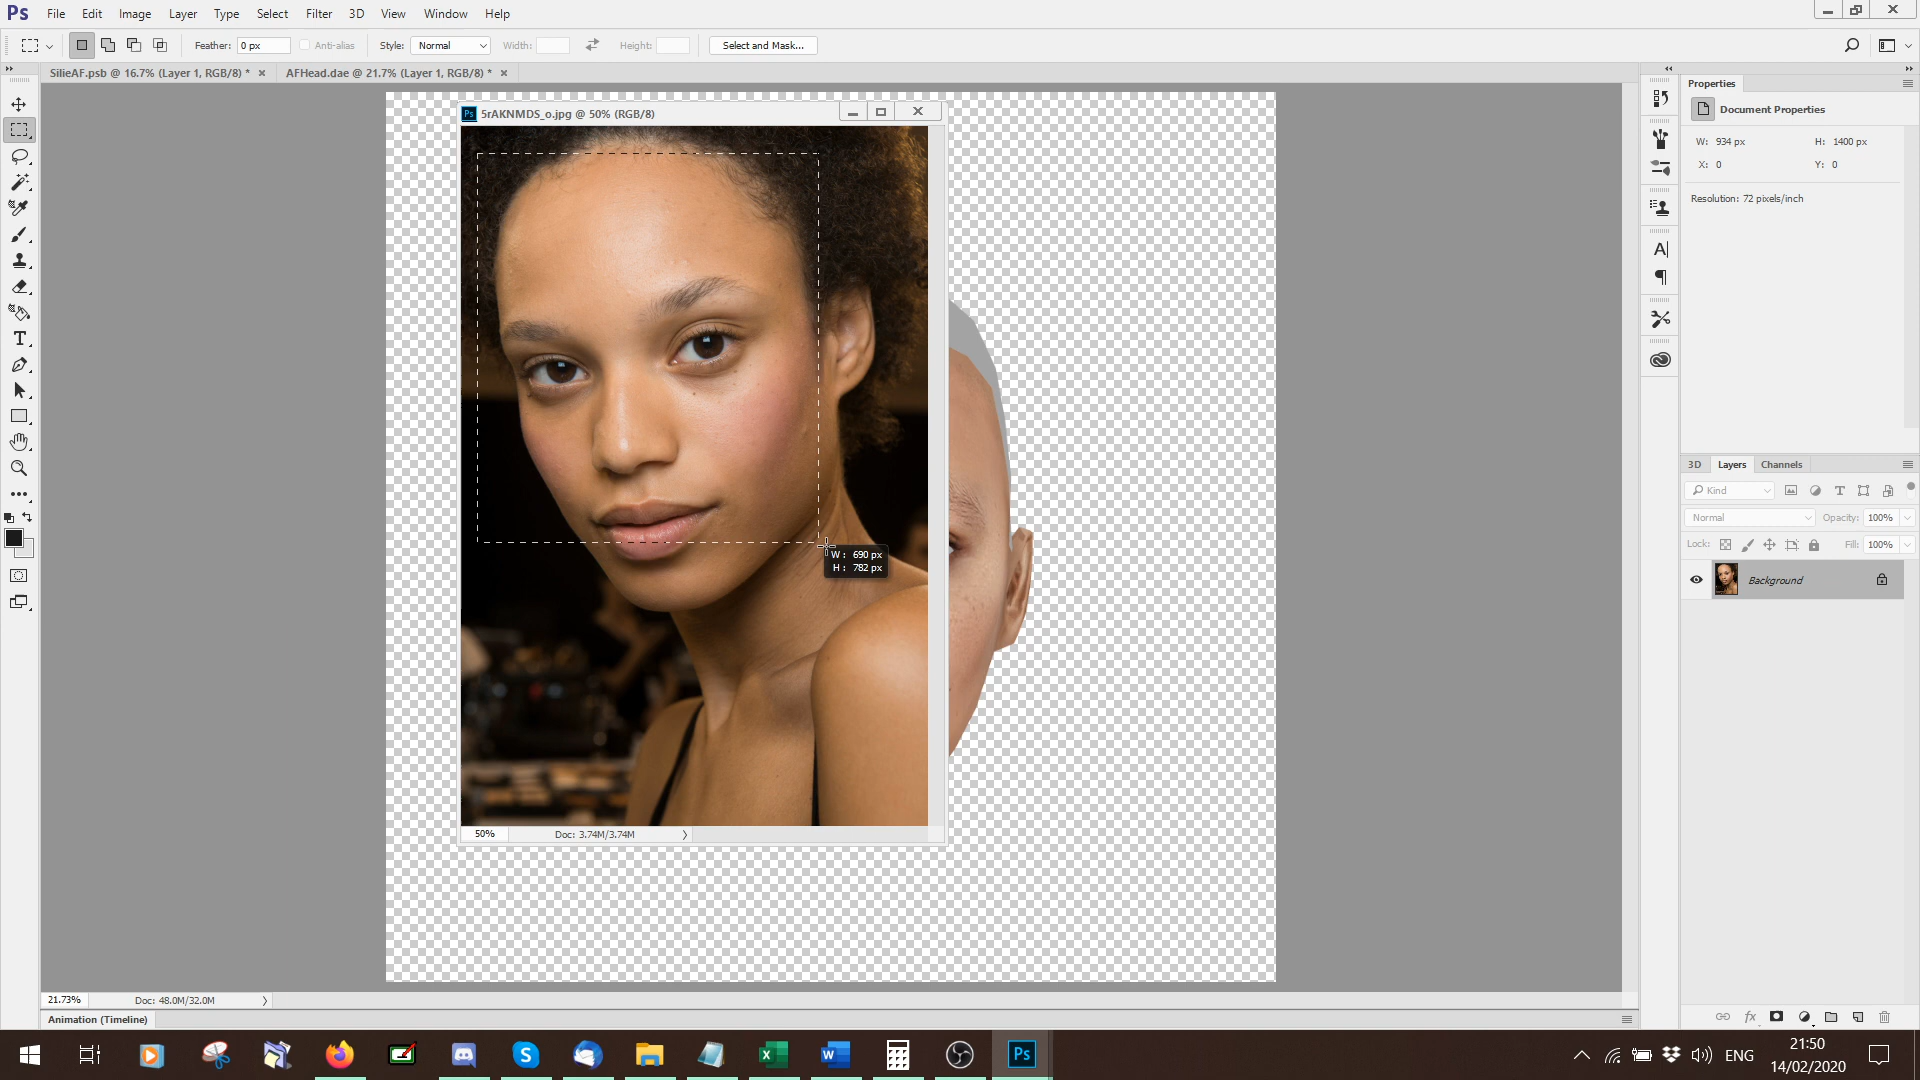 Ps File Edit Image Layer Type Select Filter 3D View Window Help
Feather: 0 px Anti-alias Style: Normal Width: Height: Select and Mask...
SilieAF.psb @ 16.7% (Layer 1, RGB/8) * AFHead.dae @ 21.7% (Layer 1, RGB/8) *
Ps 5rAKNMDS_o.jpg @ 50% (RGB/8)
W : 690 px
H : 782 px
50% Doc: 3.74M/3.74M
Properties
Document Properties
W: 934 px H: 1400 px
X: 0 Y: 0
Resolution: 72 pixels/inch
3D Layers Channels
Kind
Normal Opacity: 100%
Lock: Fill: 100%
Background
fx
21.73% Doc: 48.0M/32.0M
Animation (Timeline)
Ps
ENG
21:50
14/02/2020